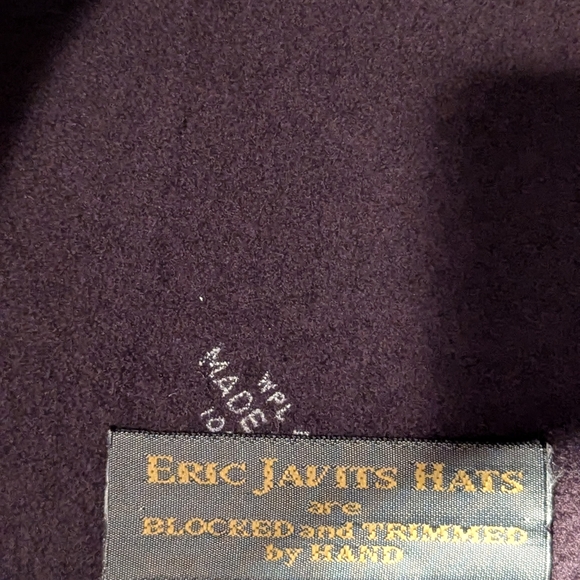 WPL
MADE
ERIC JAVITS HATS
are
BLOCKED and TRIMMED
by HAND